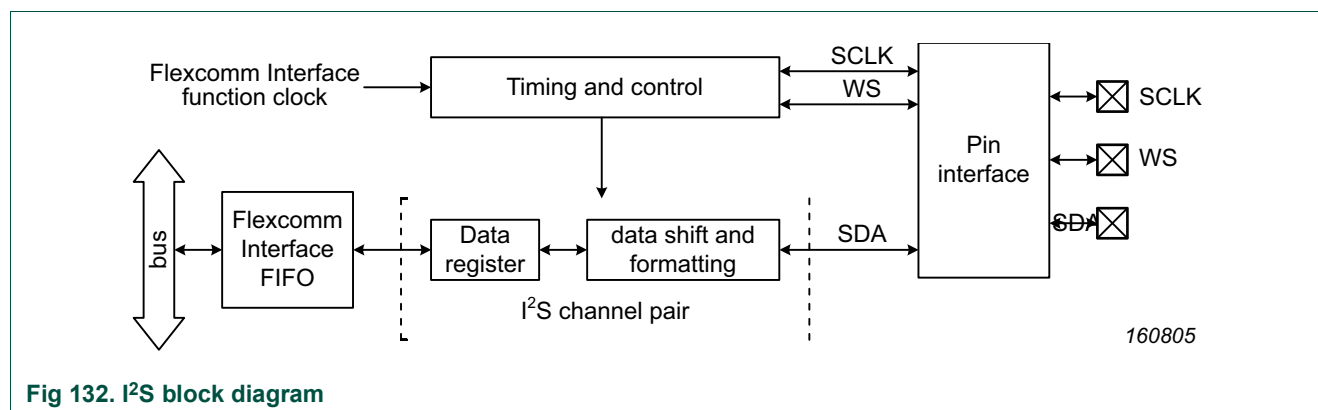 Flexcomm Interface
function clock
Timing and control
SCLK
WS
Pin
interface
SCLK
WS
SDA
bus
Flexcomm
Interface
FIFO
Data
register
data shift and
formatting
SDA
I²S channel pair
160805
Fig 132. I²S block diagram